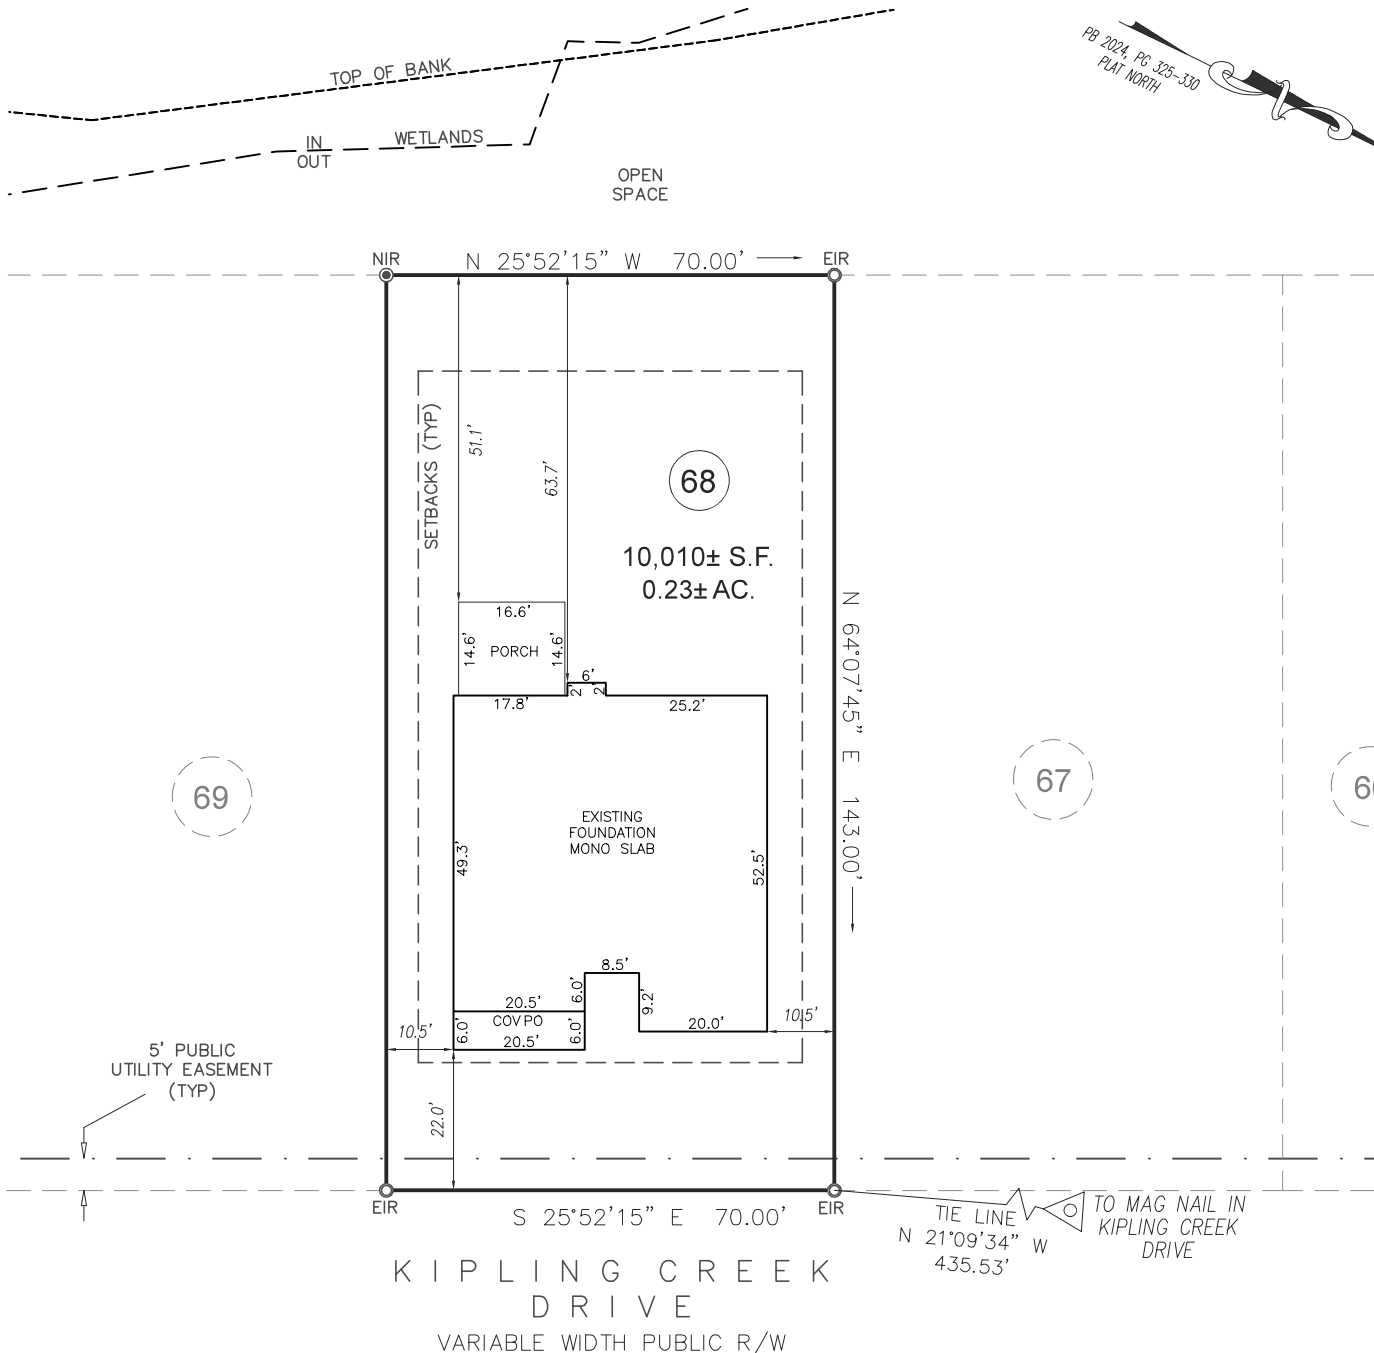 PB 2024, PG 325-330
PLAT NORTH
TOP OF BANK
IN WETLANDS
OUT
OPEN
SPACE
NIR
N 25°52'15" W 70.00'
EIR
SETBACKS (TYP)
51.1'
63.7'
68
10,010± S.F.
0.23± AC.
N 64°07'45" E 143.00'
16.6'
14.6'
PORCH
14.6'
6'
2'
2'
17.8'
25.2'
69
67
EXISTING
FOUNDATION
MONO SLAB
49.3'
52.5'
8.5'
6.0'
9.2'
20.5'
COV PO
6.0'
6.0'
20.5'
20.0'
10.5'
10.5'
5' PUBLIC
UTILITY EASEMENT
(TYP)
22.0'
EIR
S 25°52'15" E 70.00'
EIR
TIE LINE
N 21°09'34" W
435.53'
TO MAG NAIL IN
KIPLING CREEK
DRIVE
KIPLING CREEK
DRIVE
VARIABLE WIDTH PUBLIC R/W